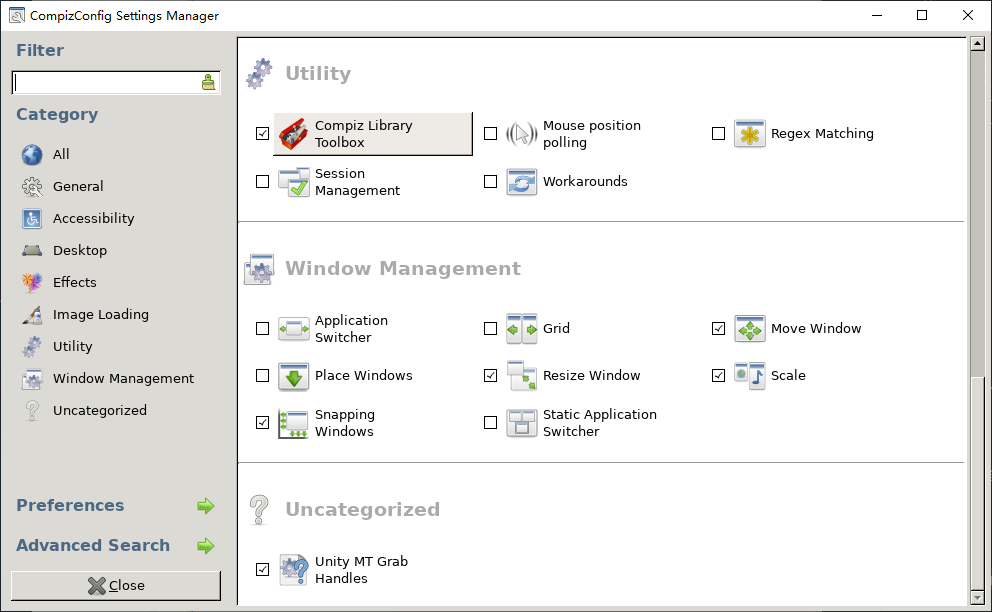 CompizConfig Settings Manager
Filter
Category
All
General
Accessibility
Desktop
Effects
Image Loading
Utility
Window Management
Uncategorized
Preferences
Advanced Search
Close
Utility
Compiz Library
Toolbox
Mouse position
polling
Regex Matching
Session
Management
Workarounds
Window Management
Application
Switcher
Grid
Move Window
Place Windows
Resize Window
Scale
Snapping
Windows
Static Application
Switcher
Uncategorized
Unity MT Grab
Handles